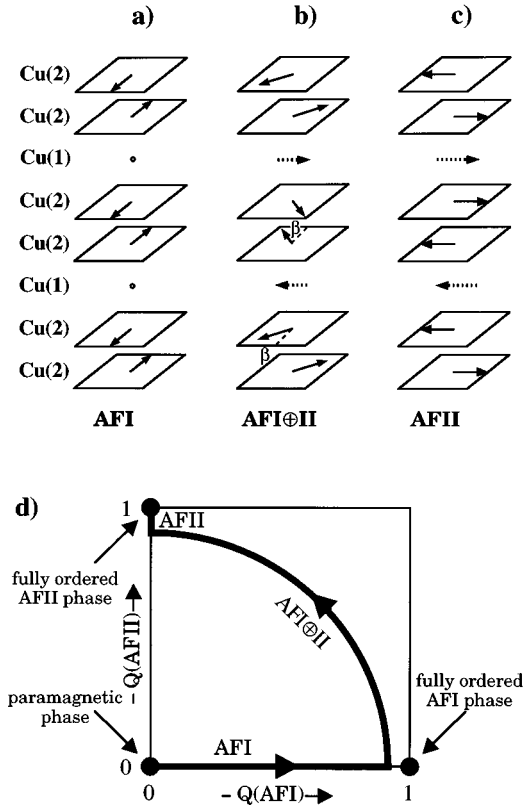 a) b) c)
Cu(2)
Cu(2)
Cu(1)
Cu(2)
β
Cu(2)
Cu(1)
Cu(2)
β
Cu(2)
AFI AFI⊕II AFII
d)
1 AFII
fully ordered
AFII phase
AFI⊕II
– Q(AFII)
fully ordered
AFI phase
paramagnetic
phase
AFI
0
0 – Q(AFI) 1